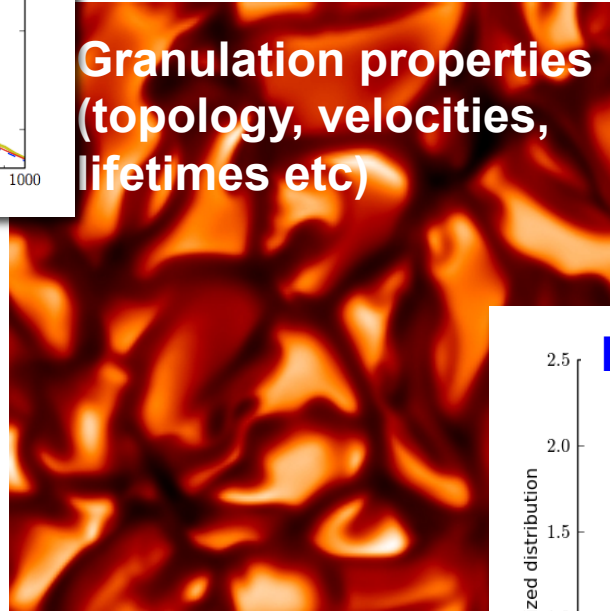 Granulation properties
(topology, velocities,
lifetimes etc)
1000
2.5
2.0
1.5
zed distribution